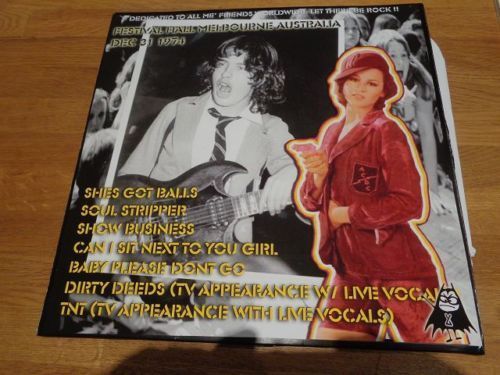 DEDICATED TO ALL ME' FRIENDS WORLDWIDE. LET THERE BE ROCK !!
FESTIVAL HALL MELBOURNE AUSTRALIA
DEC 31 1974
SHES GOT BALLS
SOUL STRIPPER
SHOW BUSINESS
CAN I SIT NEXT TO YOU GIRL
BABY PLEASE DONT GO
DIRTY DEEDS (TV APPEARANCE W/ LIVE
TNT (TV APPEARANCE WITH LIVE VOCALS)